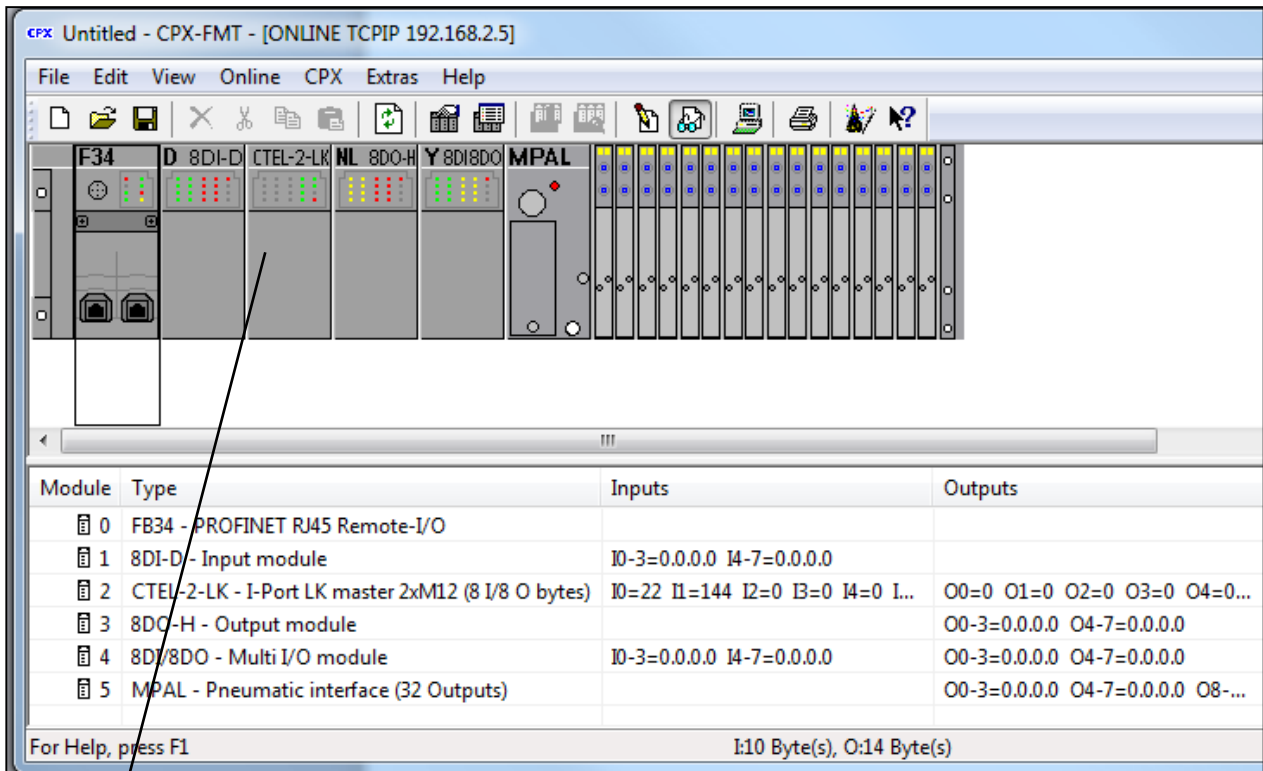 CPX Untitled - CPX-FMT - [ONLINE TCPIP 192.168.2.5]
File Edit View Online CPX Extras Help
F34 D 8DI-D CTEL-2-LK NL 8DO-H Y 8DI8DO MPAL
Module Type Inputs Outputs
0 FB34 - PROFINET RJ45 Remote-I/O
1 8DI-D - Input module I0-3=0.0.0.0 I4-7=0.0.0.0
2 CTEL-2-LK - I-Port LK master 2xM12 (8 I/8 O bytes) I0=22 I1=144 I2=0 I3=0 I4=0 I... O0=0 O1=0 O2=0 O3=0 O4=0...
3 8DO-H - Output module O0-3=0.0.0.0 O4-7=0.0.0.0
4 8DI/8DO - Multi I/O module I0-3=0.0.0.0 I4-7=0.0.0.0 O0-3=0.0.0.0 O4-7=0.0.0.0
5 MPAL - Pneumatic interface (32 Outputs) O0-3=0.0.0.0 O4-7=0.0.0.0 O8-...
For Help, press F1 I:10 Byte(s), O:14 Byte(s)